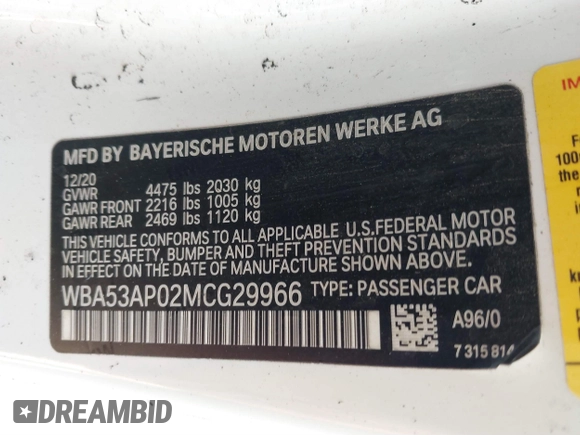 MFD BY BAYERISCHE MOTOREN WERKE AG
12/20
GVWR 4475 lbs 2030 kg
GAWR FRONT 2216 lbs 1005 kg
GAWR REAR 2469 lbs 1120 kg
THIS VEHICLE CONFORMS TO ALL APPLICABLE U.S.FEDERAL MOTOR
VEHICLE SAFETY, BUMPER AND THEFT PREVENTION STANDARDS
IN EFFECT ON THE DATE OF MANUFACTURE SHOWN ABOVE.
WBA53AP02MCG29966 TYPE: PASSENGER CAR
A96/0
7 315 814
IM
F
100
the
DREAMBID